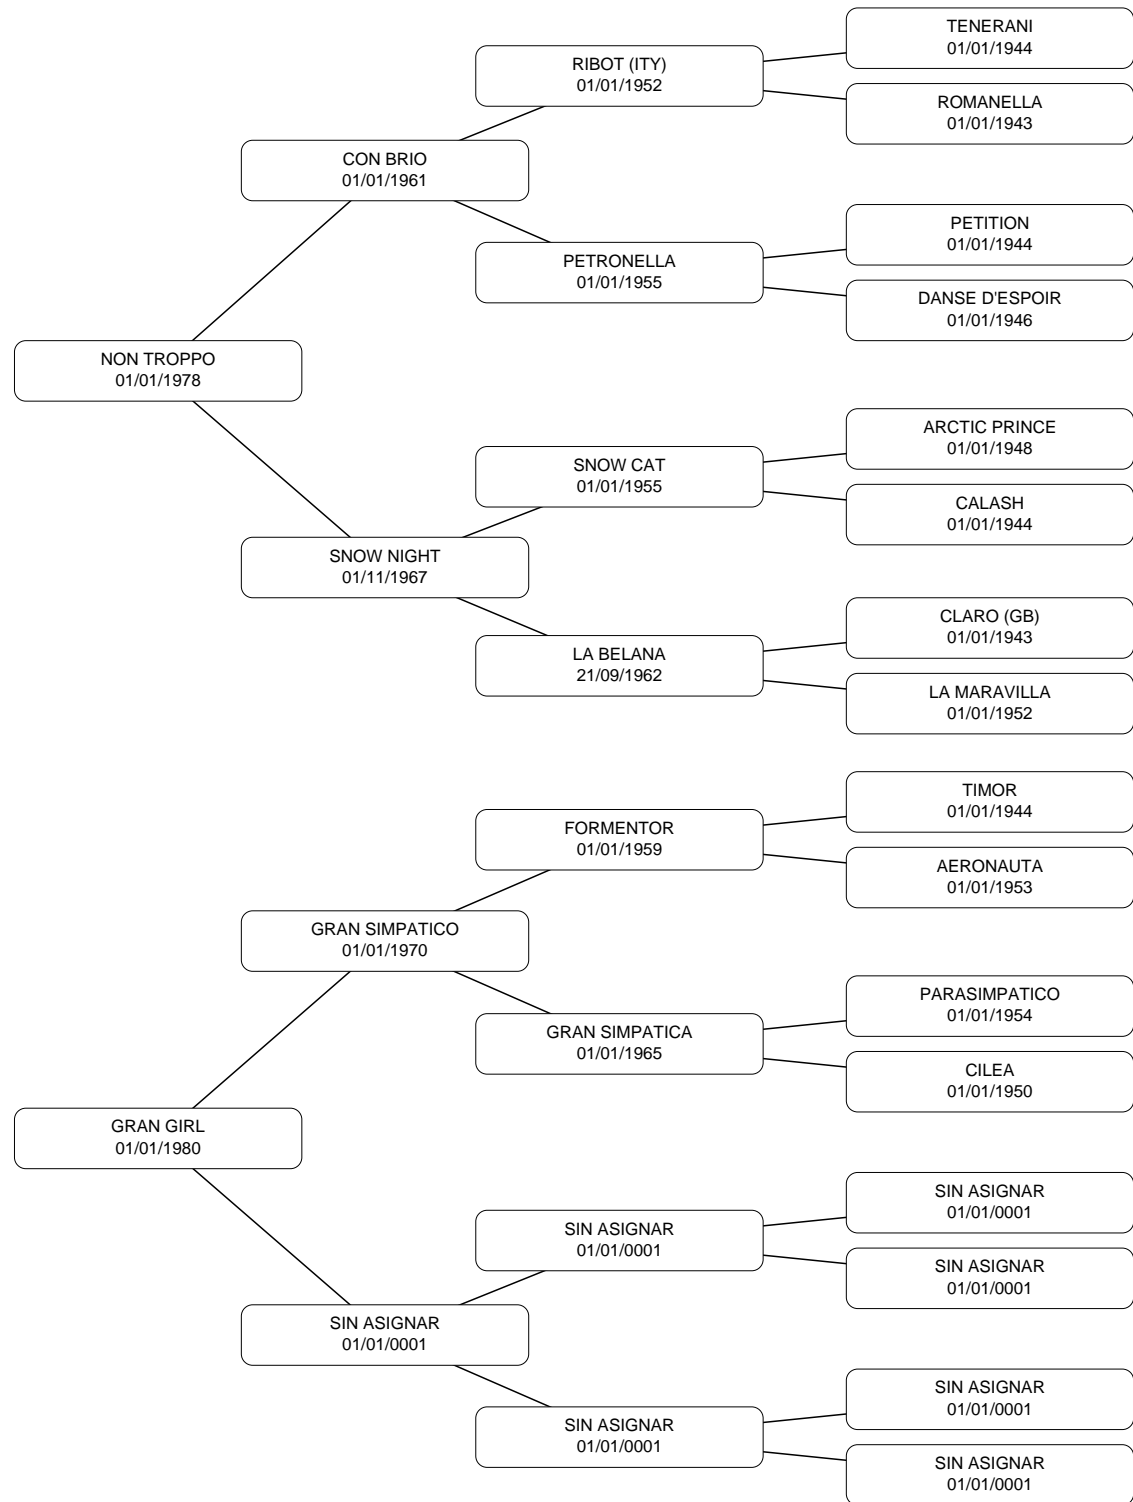 TENERANI
01/01/1944
RIBOT (ITY)
01/01/1952
ROMANELLA
01/01/1943
CON BRIO
01/01/1961
PETITION
01/01/1944
PETRONELLA
01/01/1955
DANSE D'ESPOIR
01/01/1946
NON TROPPO
01/01/1978
ARCTIC PRINCE
01/01/1948
SNOW CAT
01/01/1955
CALASH
01/01/1944
SNOW NIGHT
01/11/1967
CLARO (GB)
01/01/1943
LA BELANA
21/09/1962
LA MARAVILLA
01/01/1952
TIMOR
01/01/1944
FORMENTOR
01/01/1959
AERONAUTA
01/01/1953
GRAN SIMPATICO
01/01/1970
PARASIMPATICO
01/01/1954
GRAN SIMPATICA
01/01/1965
CILEA
01/01/1950
GRAN GIRL
01/01/1980
SIN ASIGNAR
01/01/0001
SIN ASIGNAR
01/01/0001
SIN ASIGNAR
01/01/0001
SIN ASIGNAR
01/01/0001
SIN ASIGNAR
01/01/0001
SIN ASIGNAR
01/01/0001
SIN ASIGNAR
01/01/0001